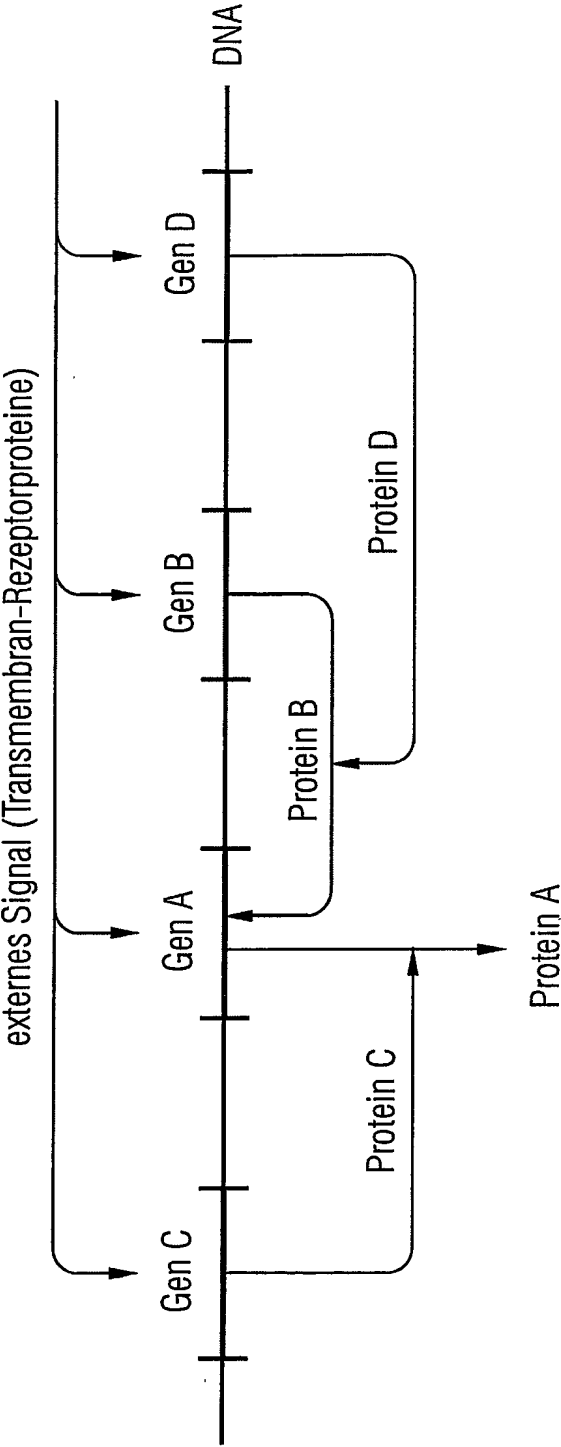 externes Signal (Transmembran-Rezeptorproteine)
Gen C
Gen A
Gen B
Gen D
DNA
Protein B
Protein C
Protein D
Protein A